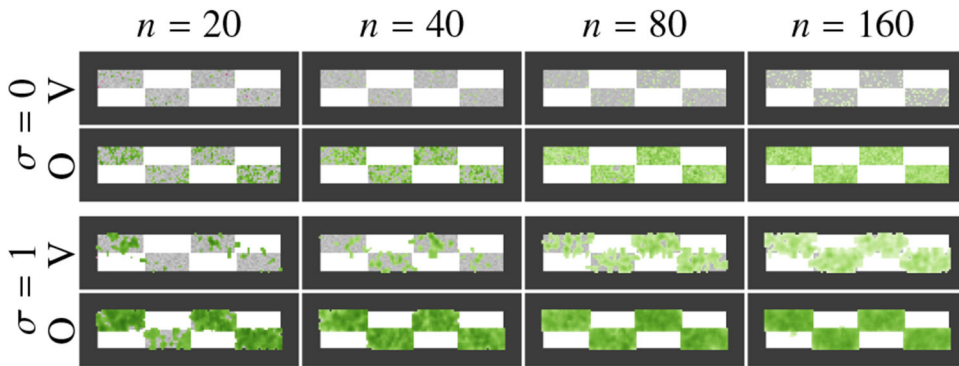 n = 20 n = 40 n = 80 n = 160
σ = 0
V
O
σ = 1
V
O